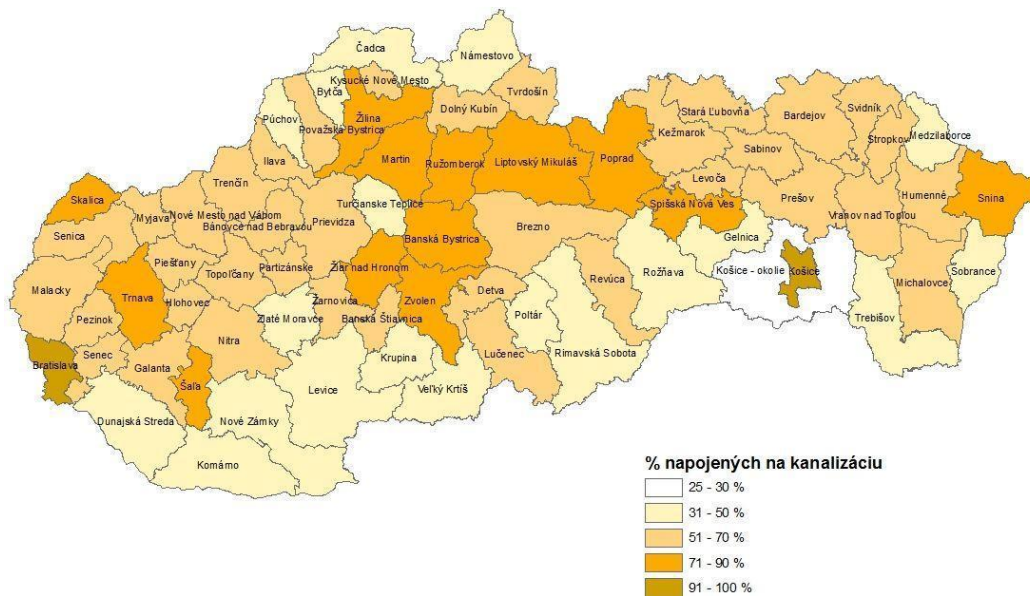 Čadca
Námestovo
Kysucké Nové Mesto
Bytča
Tvrdošín
Dolný Kubín
Žilina
Púchov
Považská Bystrica
Stará Ľubovňa
Bardejov
Svidník
Stropkov
Medzilaborce
Kežmarok
Sabinov
Ilava
Martin
Ružomberok
Liptovský Mikuláš
Poprad
Levoča
Trenčín
Turčianske Teplice
Prešov
Humenné
Snina
Skalica
Myjava
Nové Mesto nad Váhom
Bánovce nad Bebravou
Prievidza
Spišská Nová Ves
Vranov nad Topľou
Senica
Banská Bystrica
Brezno
Gelnica
Piešťany
Topoľčany
Partizánske
Žiar nad Hronom
Rožňava
Košice - okolie
Košice
Sobrance
Malacky
Trnava
Hlohovec
Žarnovica
Zvolen
Detva
Revúca
Michalovce
Pezinok
Zlaté Moravce
Banská Štiavnica
Poltár
Trebišov
Nitra
Senec
Bratislava
Galanta
Šaľa
Krupina
Lučenec
Rimavská Sobota
Levice
Veľký Krtíš
Dunajská Streda
Nové Zámky
Komárno
% napojených na kanalizáciu
25 - 30 %
31 - 50 %
51 - 70 %
71 - 90 %
91 - 100 %